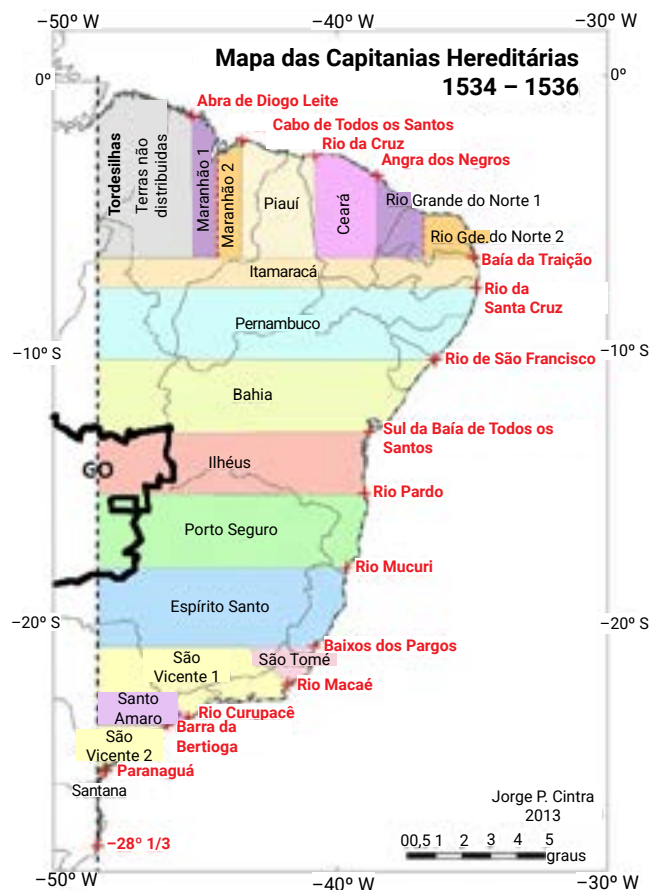 −50º W
−40º W
−30º W
Mapa das Capitanias Hereditárias
1534 – 1536
0º
0º
Abra de Diogo Leite
Cabo de Todos os Santos
Rio da Cruz
Angra dos Negros
Tordesilhas
Terras não
distribuidas
Maranhão 1
Maranhão 2
Piauí
Ceará
Rio Grande do Norte 1
Rio Gde.do Norte 2
Baía da Traição
Itamaracá
Rio da
Santa Cruz
Pernambuco
−10º S
−10º S
Rio de São Francisco
Bahia
Sul da Baía de Todos os
Santos
GO
Ilhéus
Rio Pardo
Porto Seguro
Rio Mucuri
Espírito Santo
−20º S
−20º S
Baixos dos Pargos
São
Vicente 1
São Tomé
Rio Macaé
Santo
Amaro
Rio Curupacê
Barra da
Bertioga
São
Vicente 2
Paranaguá
Santana
Jorge P. Cintra
2013
−28º 1/3
00,5 1 2 3 4 5
graus
−50º W
−40º W
−30º W